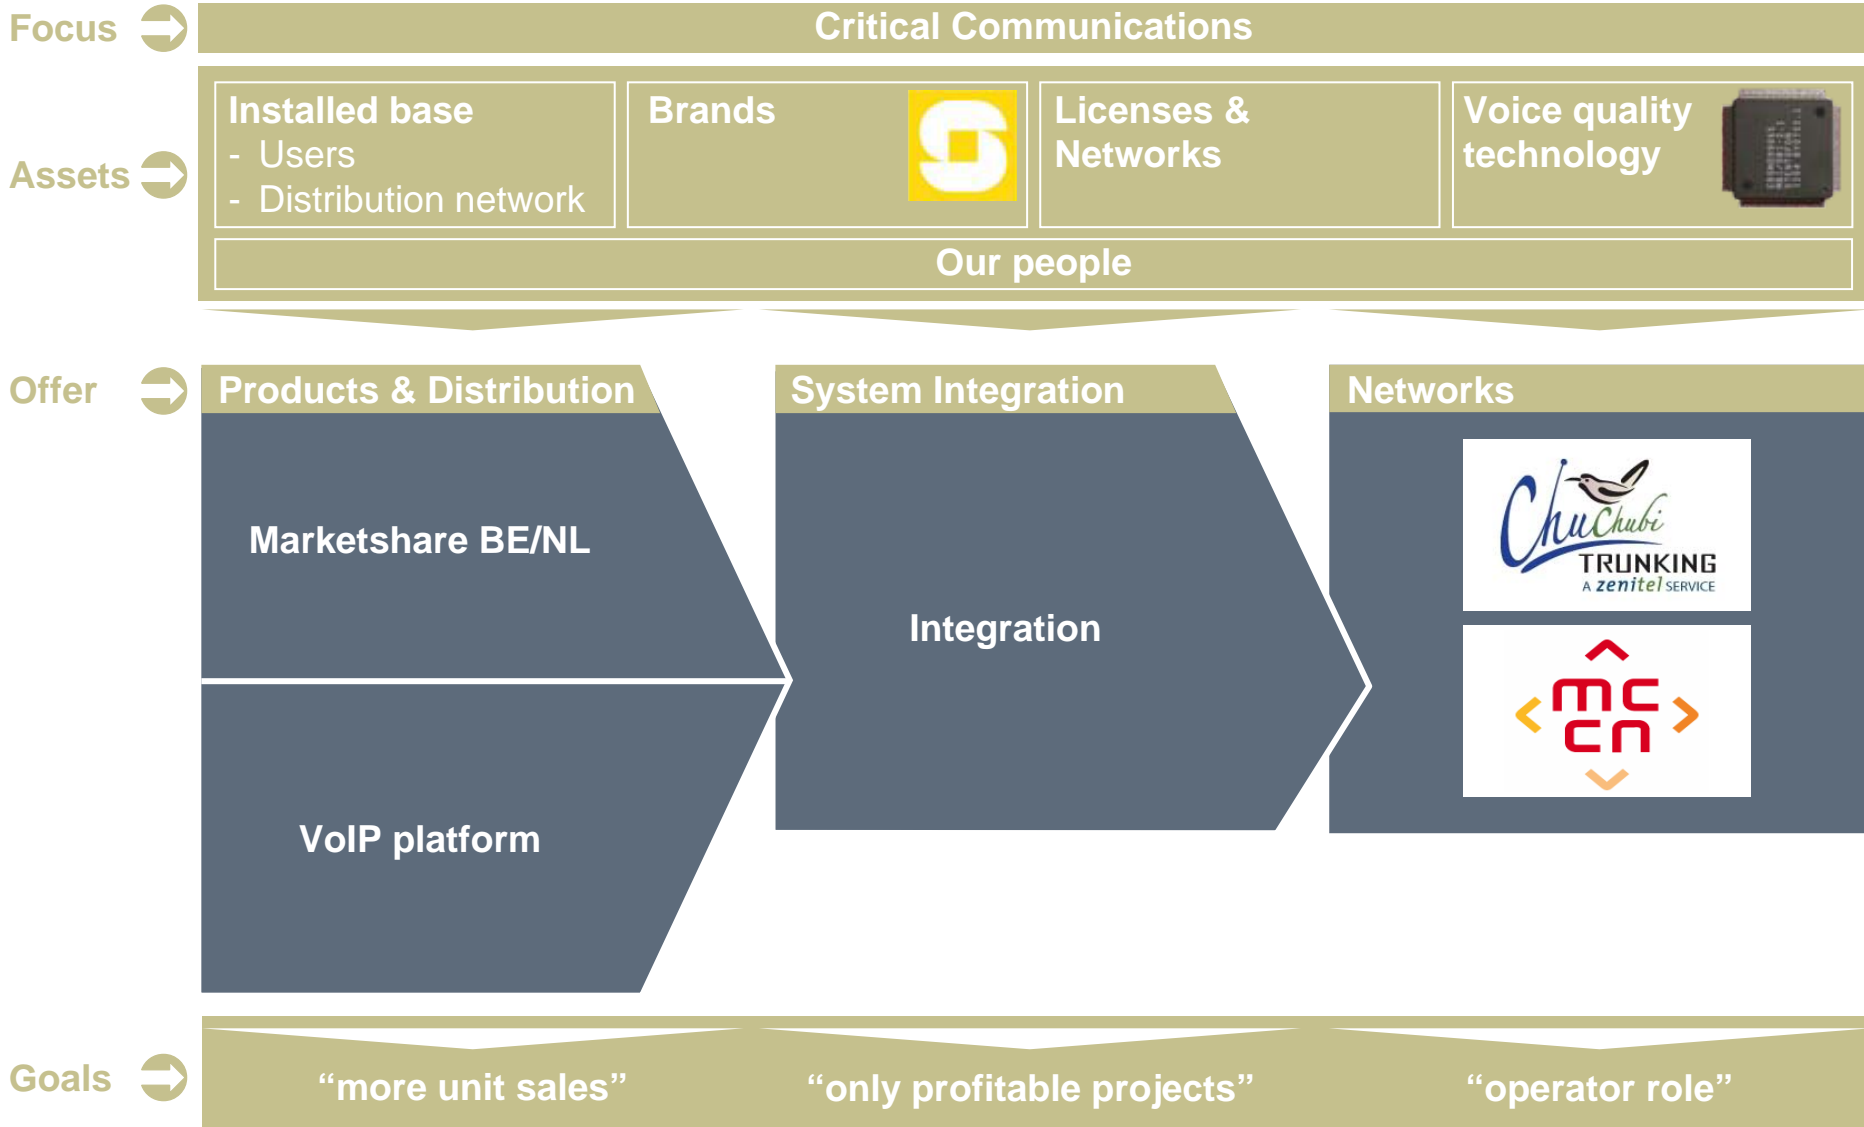 Focus
Critical Communications
Assets
Installed base
- Users
- Distribution network
Brands
Licenses &
Networks
Voice quality
technology
Our people
Offer
Products & Distribution
System Integration
Networks
Marketshare BE/NL
VoIP platform
Integration
ChuChubi
TRUNKING
A zenitel SERVICE
mc
cn
Goals
“more unit sales”
“only profitable projects”
“operator role”